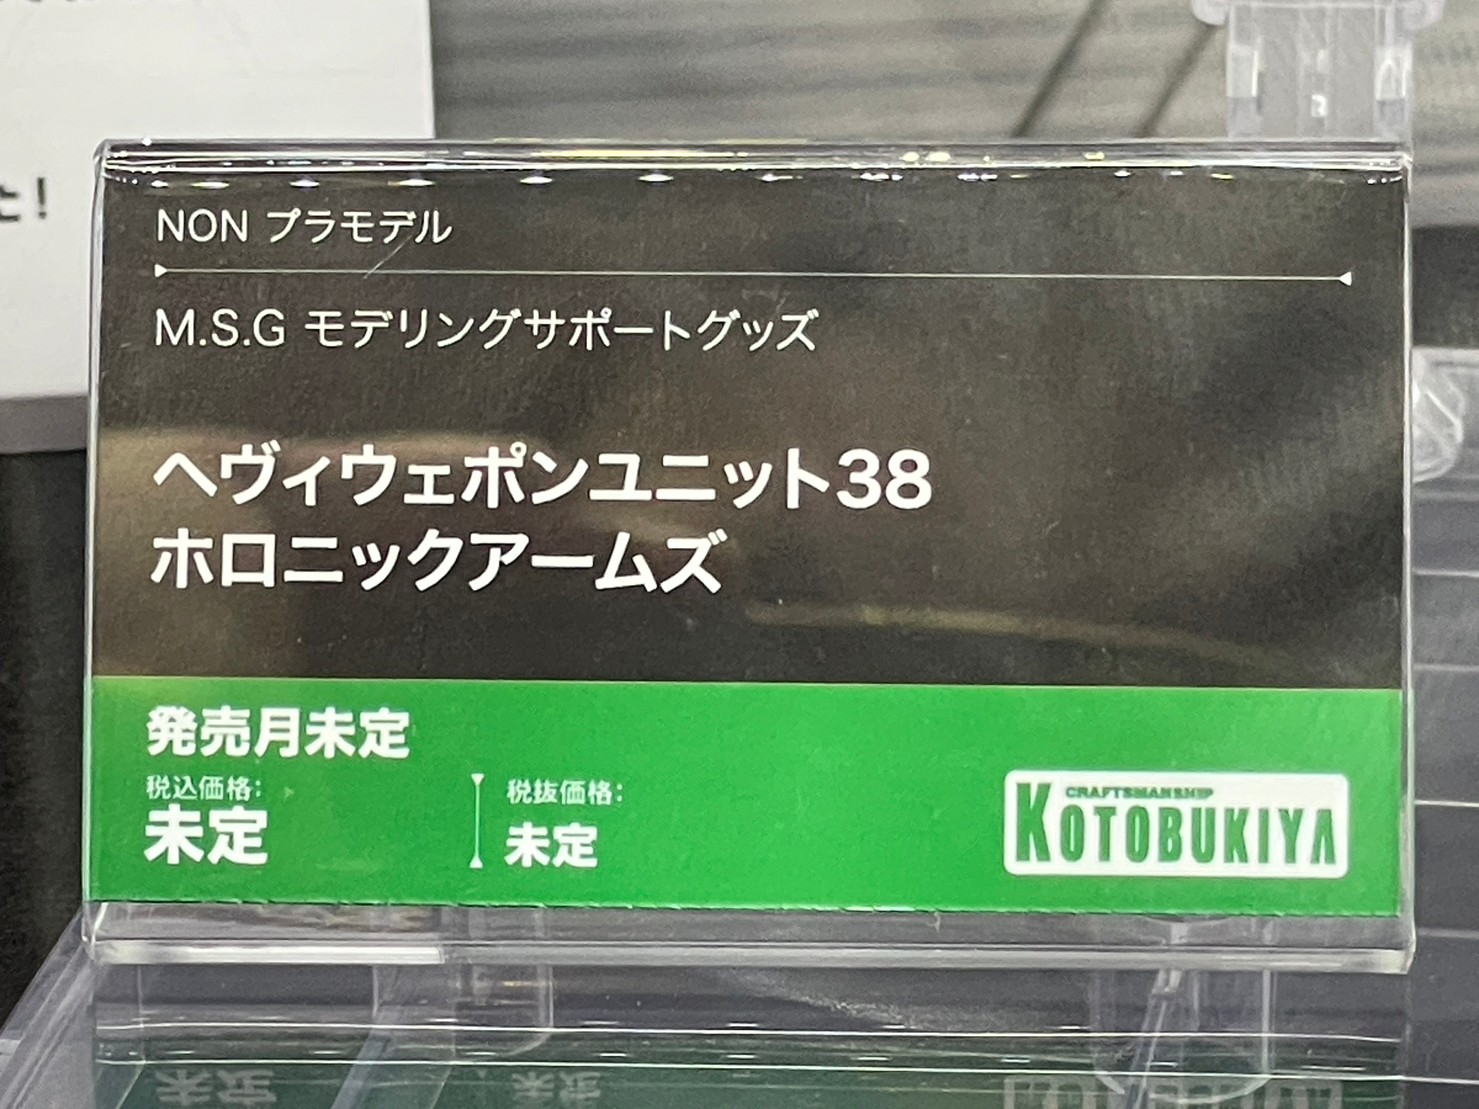 と!
NON プラモデル
M.S.G モデリングサポートグッズ
ヘヴィウェポンユニット38
ホロニックアームズ
発売月未定
税込価格:
未定
税抜価格:
未定
CRAFTSMANSHIP
KOTOBUKIYA